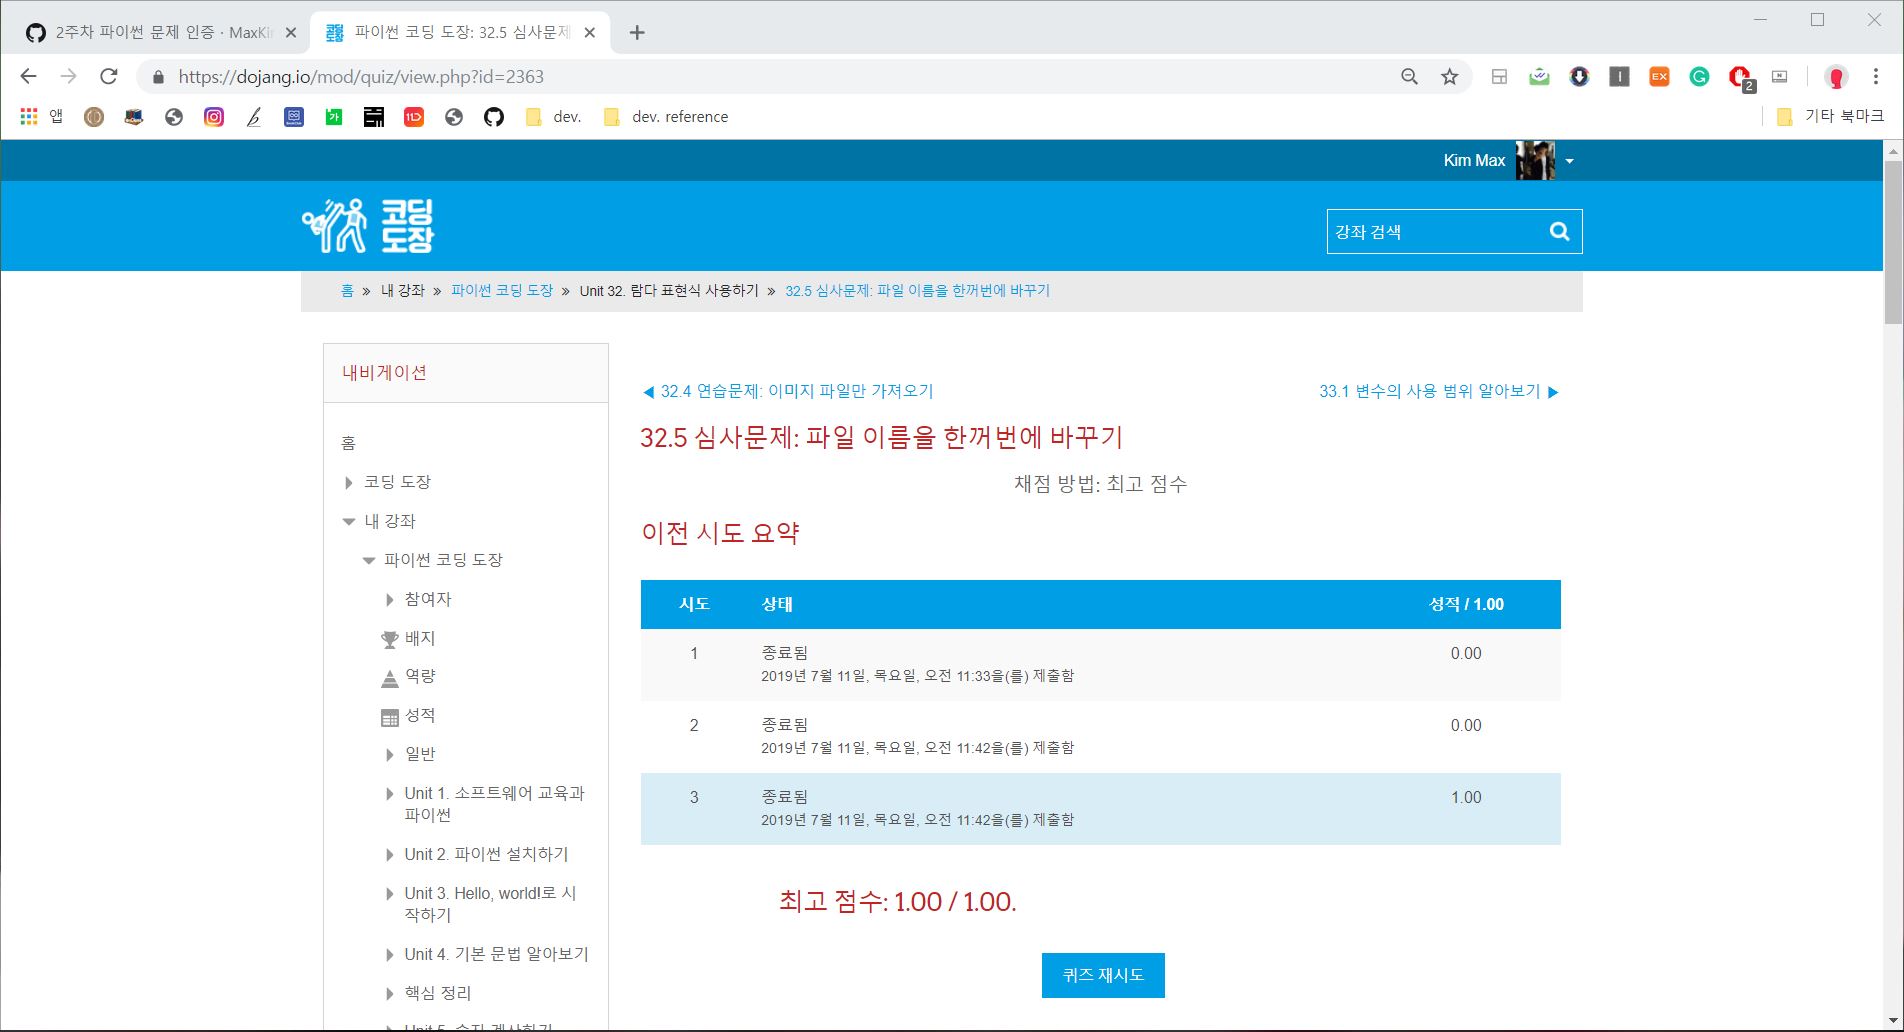 2주차 파이썬 문제 인증 · MaxKi
파이썬 코딩 도장: 32.5 심사문제
https://dojang.io/mod/quiz/view.php?id=2363
EX
2
앱
가
11
dev.
dev. reference
기타 북마크
Kim Max
코딩
도장
강좌 검색
홈 » 내 강좌 » 파이썬 코딩 도장 » Unit 32. 람다 표현식 사용하기 » 32.5 심사문제: 파일 이름을 한꺼번에 바꾸기
내비게이션
홈
코딩 도장
내 강좌
파이썬 코딩 도장
참여자
배지
역량
성적
일반
Unit 1. 소프트웨어 교육과
파이썬
Unit 2. 파이썬 설치하기
Unit 3. Hello, world!로 시
작하기
Unit 4. 기본 문법 알아보기
핵심 정리
Unit 5. 숫자 계산하기
◀ 32.4 연습문제: 이미지 파일만 가져오기
33.1 변수의 사용 범위 알아보기 ▶
32.5 심사문제: 파일 이름을 한꺼번에 바꾸기
채점 방법: 최고 점수
이전 시도 요약
시도 상태 성적 / 1.00
1 종료됨 0.00
2019년 7월 11일, 목요일, 오전 11:33을(를) 제출함
2 종료됨 0.00
2019년 7월 11일, 목요일, 오전 11:42을(를) 제출함
3 종료됨 1.00
2019년 7월 11일, 목요일, 오전 11:42을(를) 제출함
최고 점수: 1.00 / 1.00.
퀴즈 재시도